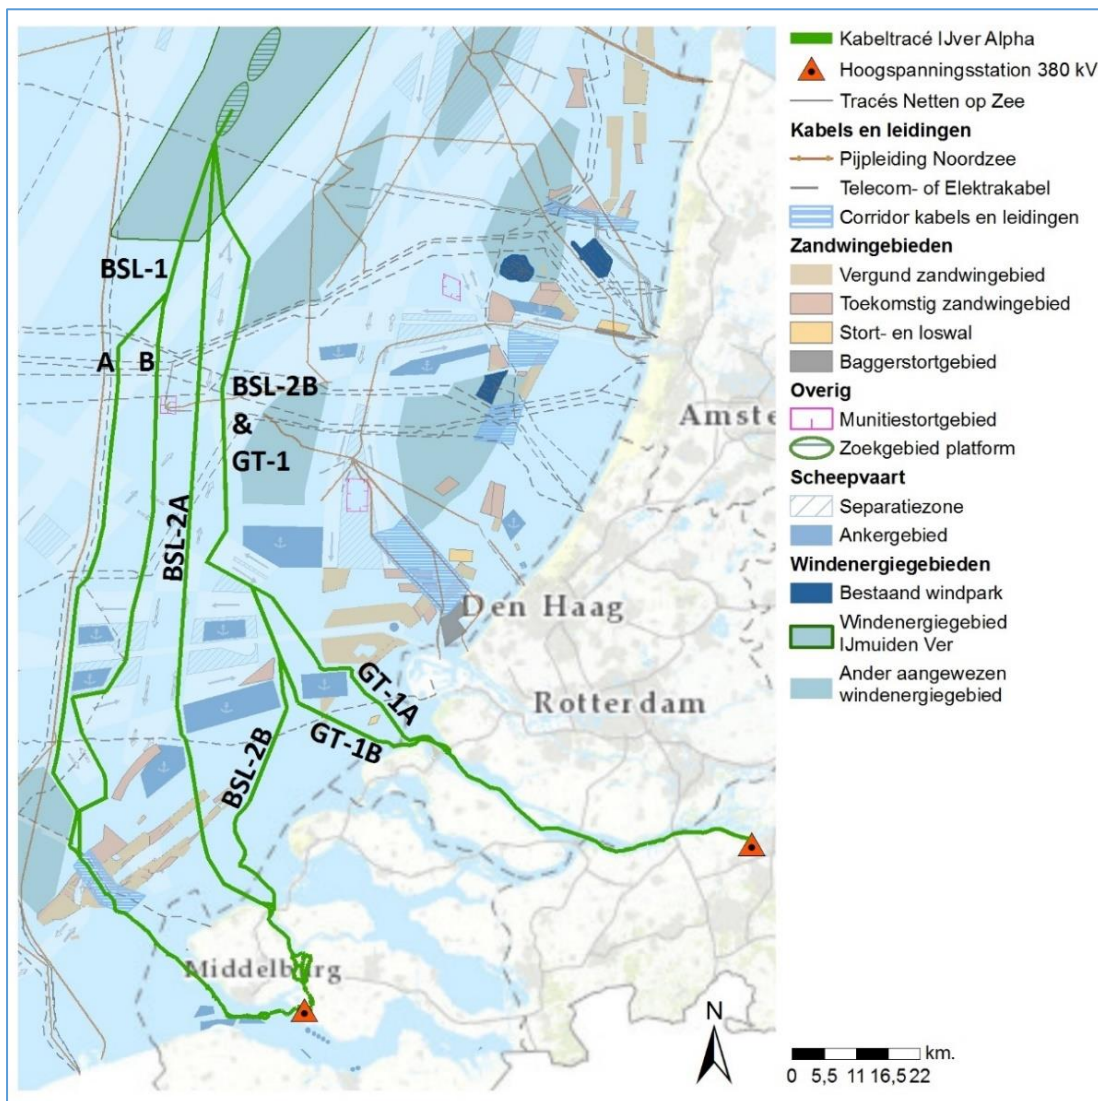 BSL-1
A
B
BSL-2B
&
GT-1
BSL-2A
Amste
Den Haag
GT-1A
Rotterdam
GT-1B
BSL-2B
Middelburg
Kabeltracé IJver Alpha
Hoogspanningsstation 380 kV
Tracés Netten op Zee
Kabels en leidingen
Pijpleiding Noordzee
Telecom- of Elektrakabel
Corridor kabels en leidingen
Zandwingebieden
Vergund zandwingebied
Toekomstig zandwingebied
Stort- en loswal
Baggerstortgebied
Overig
Munitiestortgebied
Zoekgebied platform
Scheepvaart
Separatiezone
Ankergebied
Windenergiegebieden
Bestaand windpark
Windenergiegebied
IJmuiden Ver
Ander aangewezen
windenergiegebied
N
km.
0 5,5 11 16,5 22